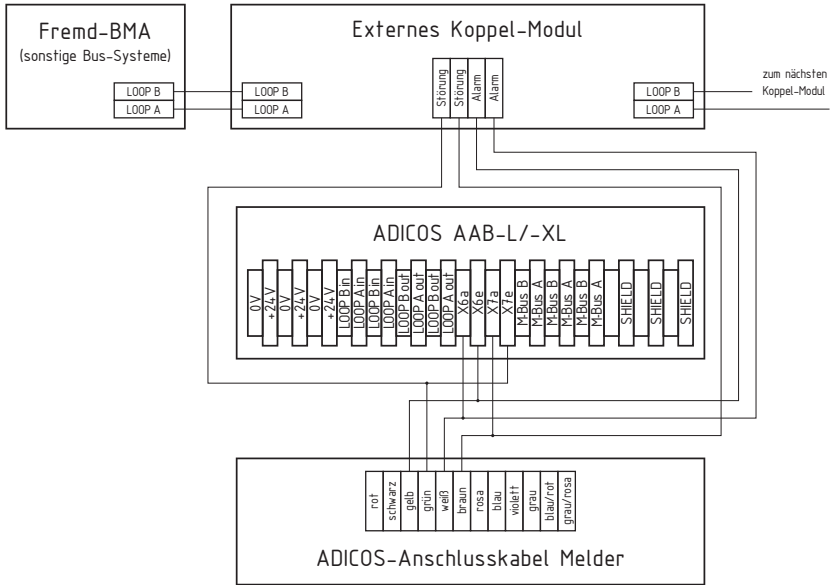 Fremd-BMA
(sonstige Bus-Systeme)
LOOP B
LOOP A
Externes Koppel-Modul
LOOP B
LOOP A
Störung
Störung
Alarm
Alarm
LOOP B
LOOP A
zum nächsten
Koppel-Modul
ADICOS AAB-L/-XL
0V
+24V
0V
+24V
0V
+24V
LOOP B in
LOOP A in
LOOP B in
LOOP A in
LOOP B out
LOOP A out
LOOP B out
LOOP A out
X6a
X6e
X7a
X7e
M-Bus B
M-Bus A
M-Bus B
M-Bus A
M-Bus B
M-Bus A
SHIELD
SHIELD
SHIELD
rot
schwarz
gelb
grün
weiß
braun
rosa
blau
violett
grau
blau/rot
grau/rosa
ADICOS-Anschlusskabel Melder